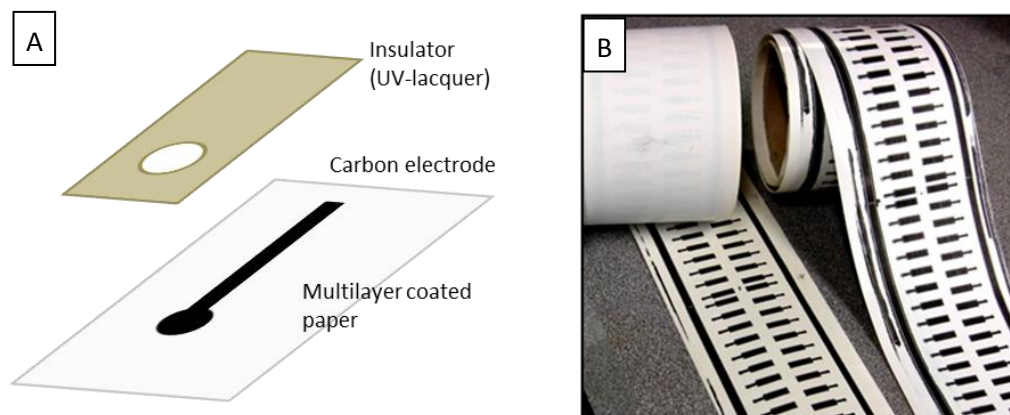 A
Insulator
(UV-lacquer)
Carbon electrode
Multilayer coated
paper
B